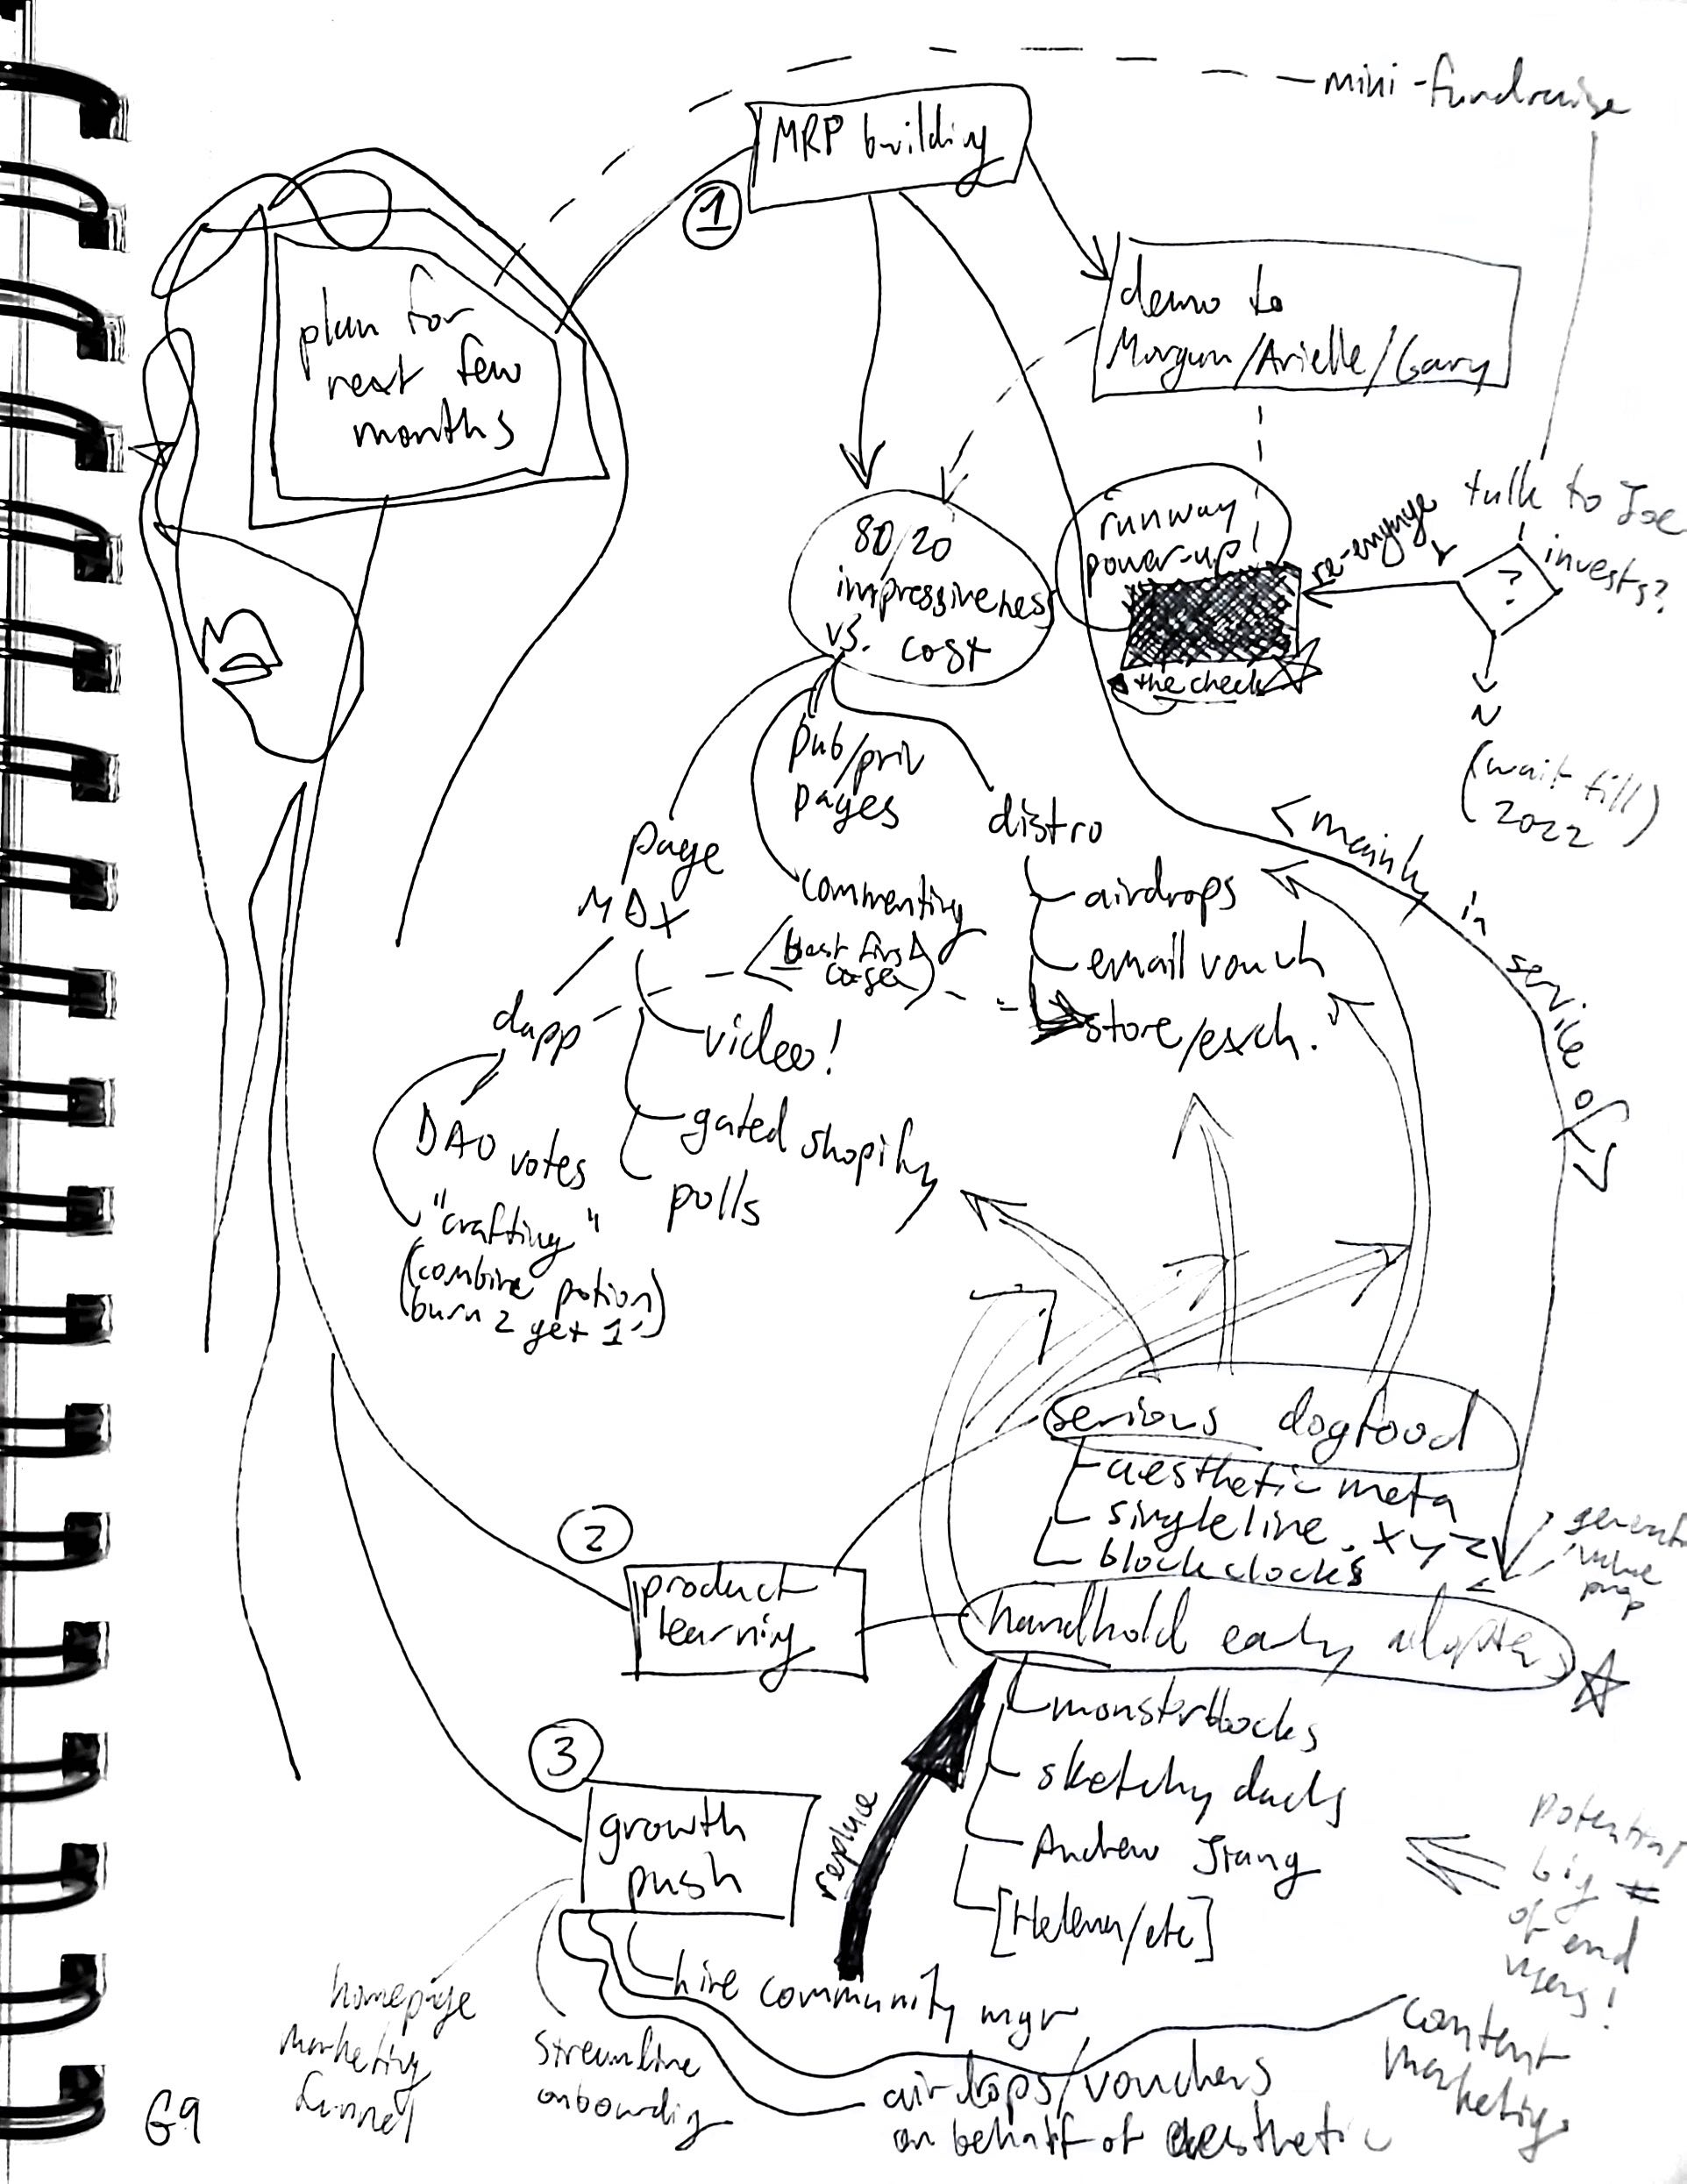 mini-fundraise
MRP building
1
plan for
next few
months
demo to
Morgan/Arielle/Gary
talk to Joe
invests?
?
Y
re-engage
N
(wait till
2022)
runway
power-up!
the check
80/20
impressiveness
vs. cost
pub/priv
pages
page
MDX
commenting
distro
airdrops
email vouch
store/exch.
(best first
case)
<mainly in service of>
dapp
video!
gated shopify
polls
DAO votes
"crafting"
(combine potion)
burn 2 get 1
serious dogfood
aesthetic meta
singleline.xyz
blockclocks
value
prop
2
product
learning
handhold early adopters
monsterblocks
sketchy ducks
Andrew Jiang
[Helena/etc]
potential
big #
of end
users!
3
growth
push
replace
hire community mgr
homepage
marketing
funnel
streamline
onboarding
airdrops/vouchers
on behalf of aesthetic
content
marketing
69